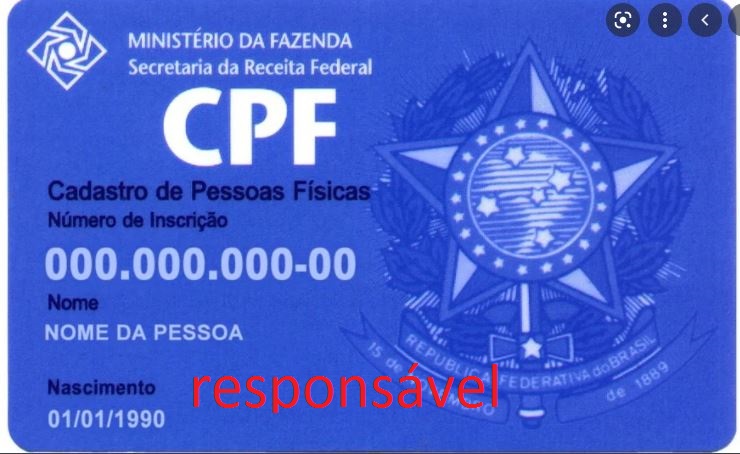 MINISTÉRIO DA FAZENDA
Secretaria da Receita Federal
CPF
Cadastro de Pessoas Físicas
Número de Inscrição
000.000.000-00
Nome
NOME DA PESSOA
Nascimento
01/01/1990
responsável
REPÚBLICA FEDERATIVA do BRASIL
15 de
de 1889